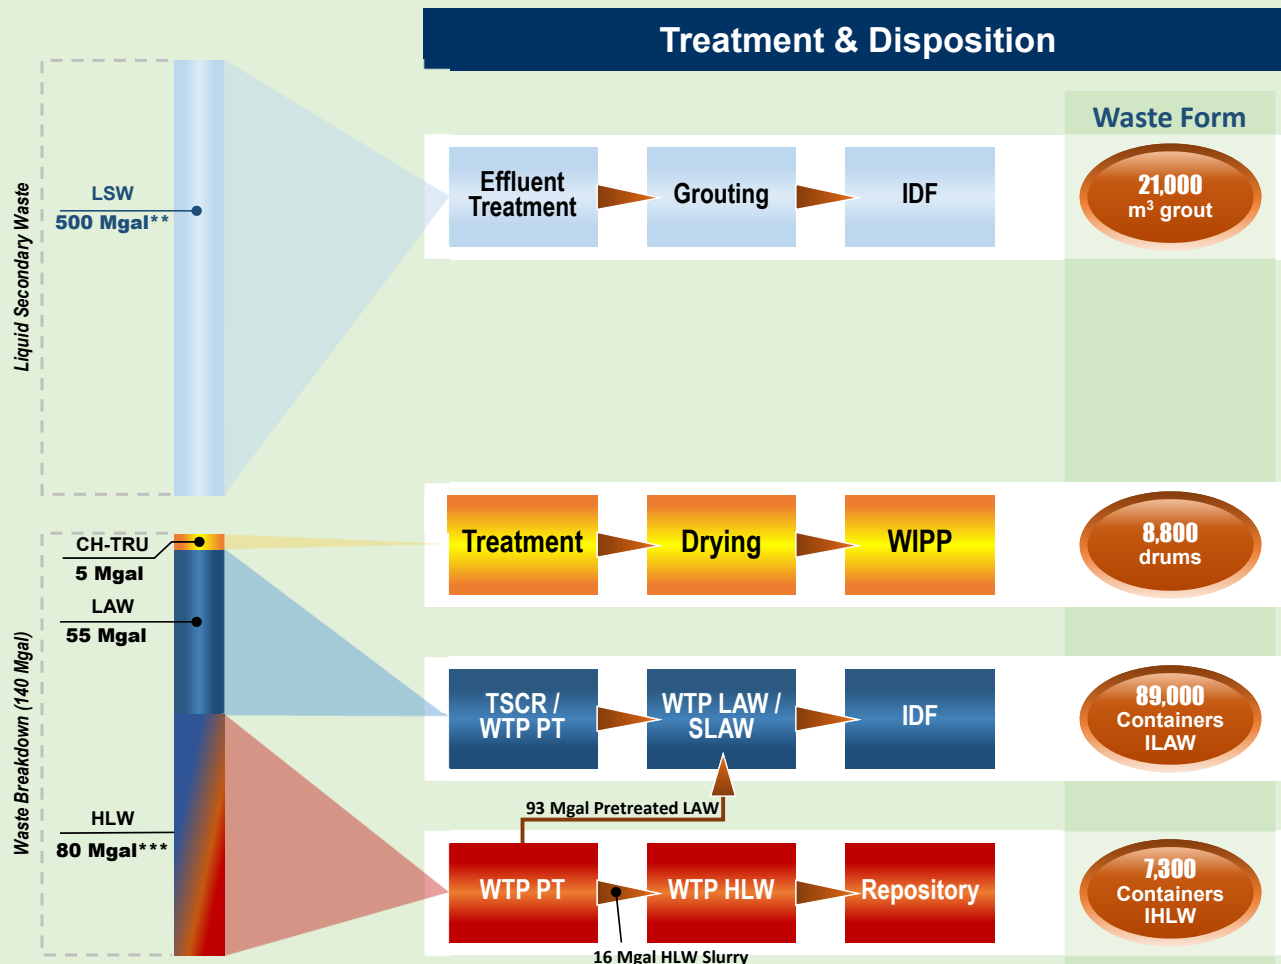 Treatment & Disposition
Waste Form
Liquid Secondary Waste
LSW
500 Mgal**
Effluent
Treatment
Grouting
IDF
21,000
m³ grout
Waste Breakdown (140 Mgal)
CH-TRU
5 Mgal
Treatment
Drying
WIPP
8,800
drums
LAW
55 Mgal
TSCR /
WTP PT
WTP LAW /
SLAW
IDF
89,000
Containers
ILAW
93 Mgal Pretreated LAW
HLW
80 Mgal***
WTP PT
WTP HLW
Repository
7,300
Containers
IHLW
16 Mgal HLW Slurry